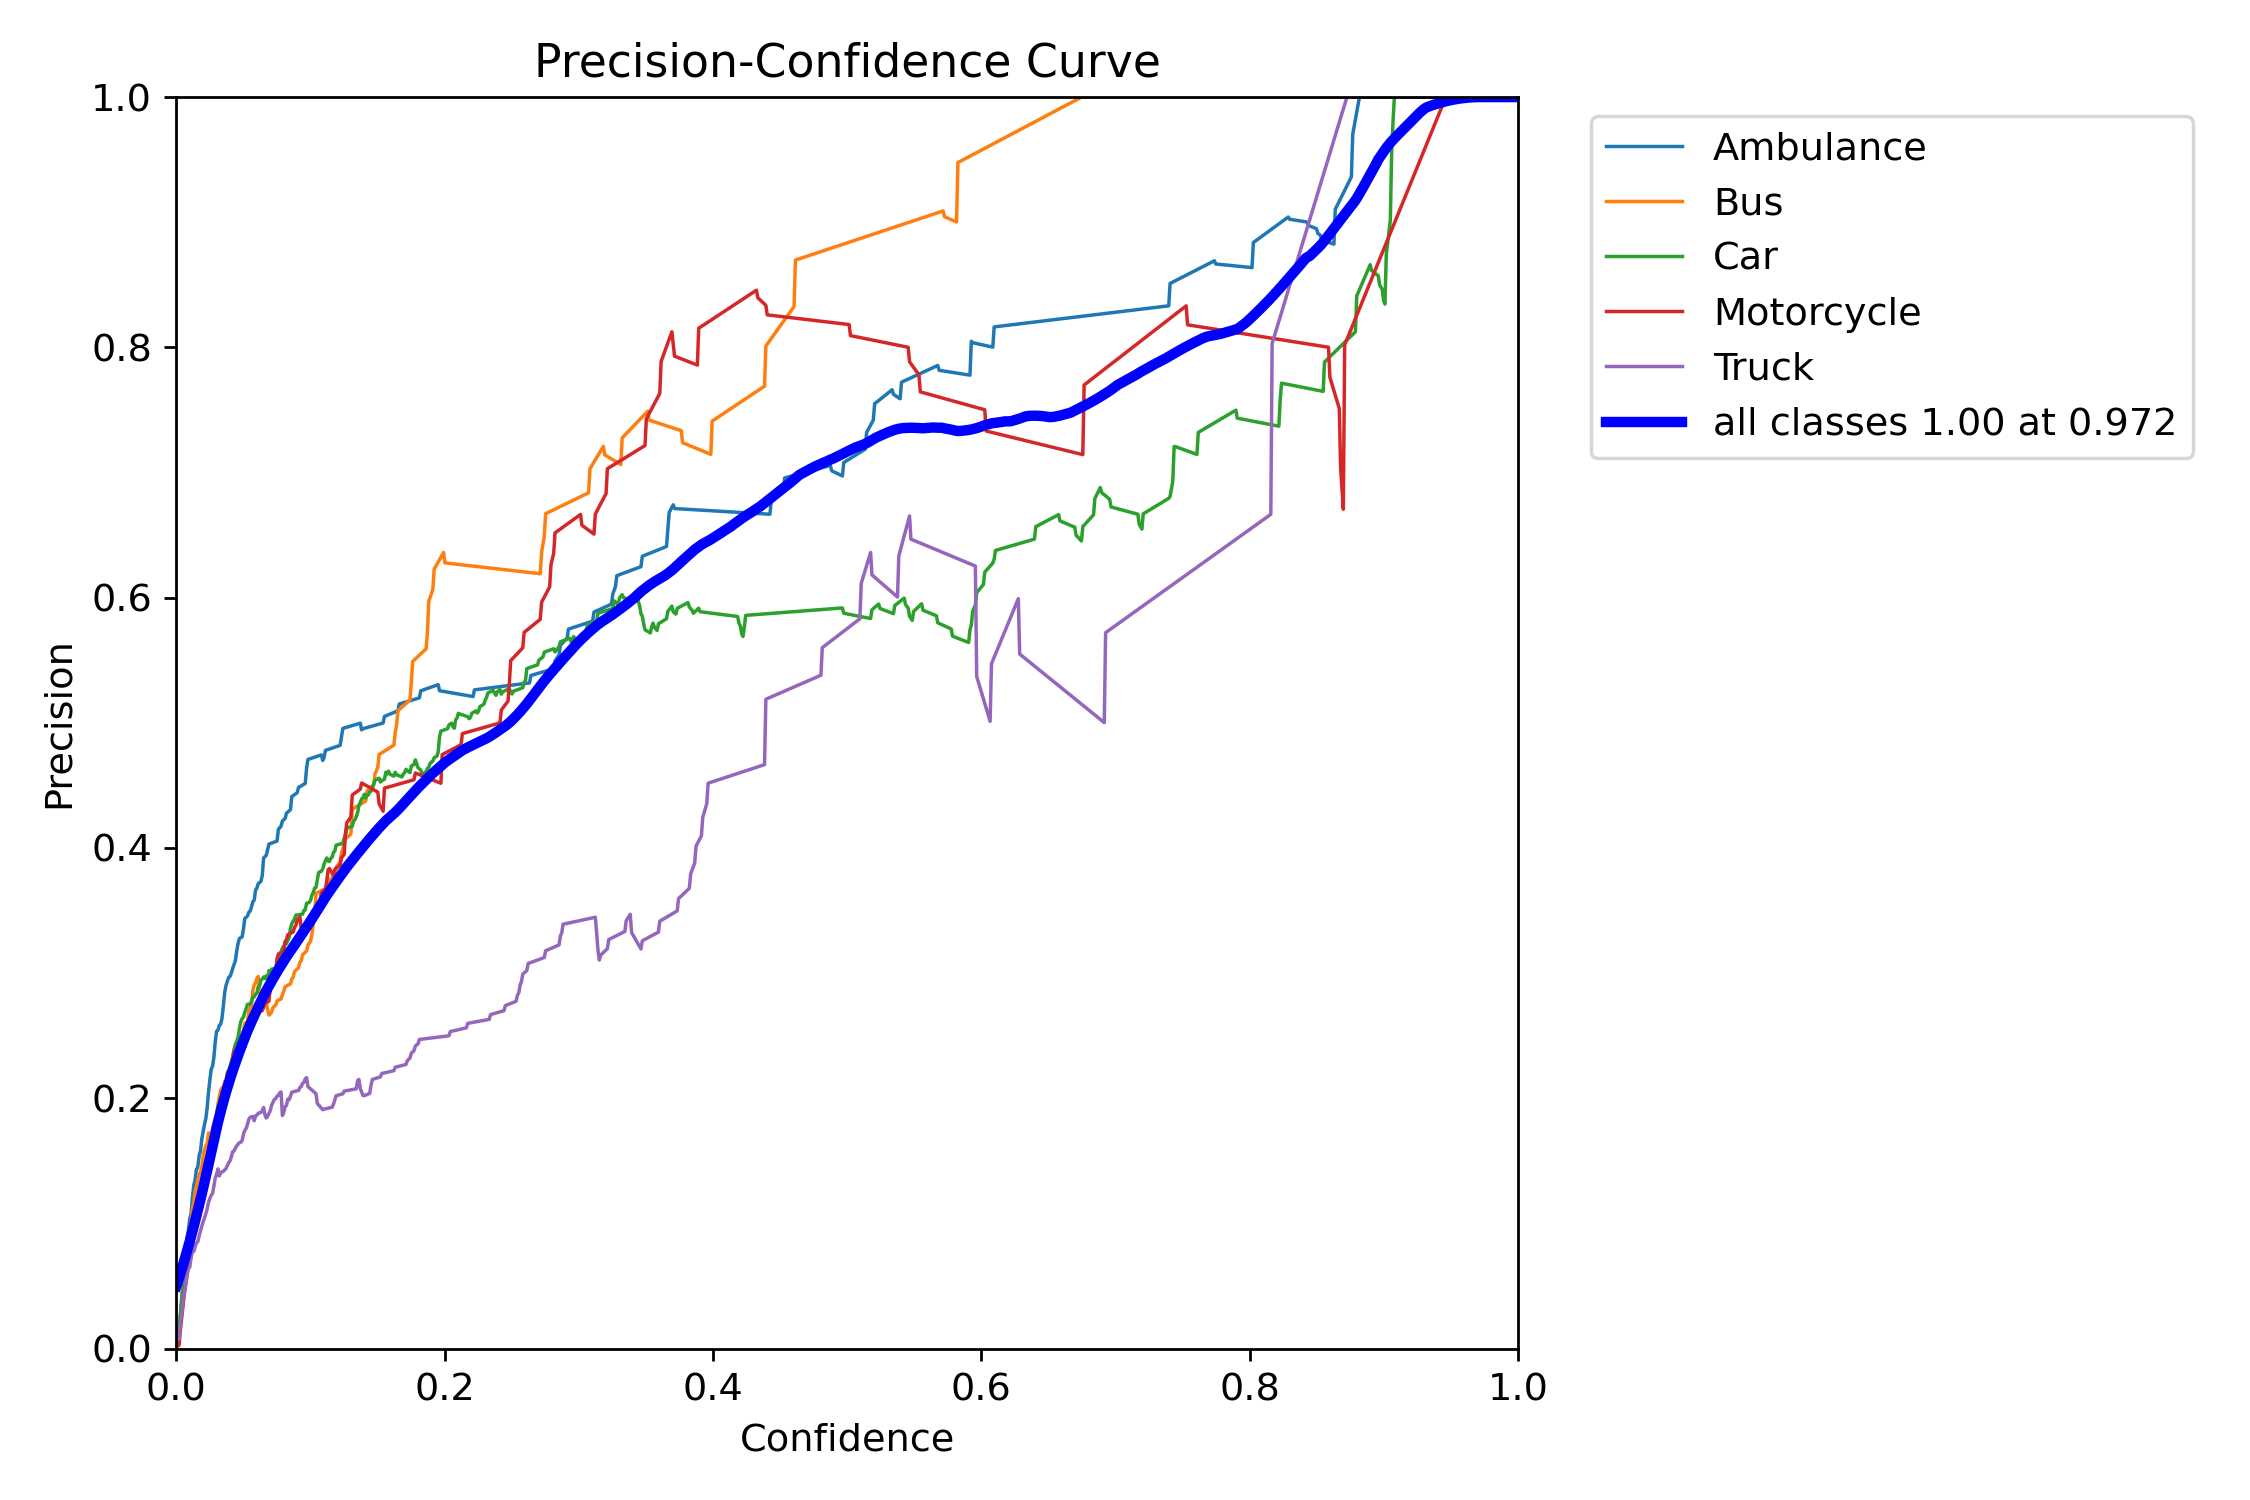 Precision-Confidence Curve
1.0
0.8
0.6
0.4
0.2
0.0
Precision
0.0 0.2 0.4 0.6 0.8 1.0
Confidence
Ambulance
Bus
Car
Motorcycle
Truck
all classes 1.00 at 0.972